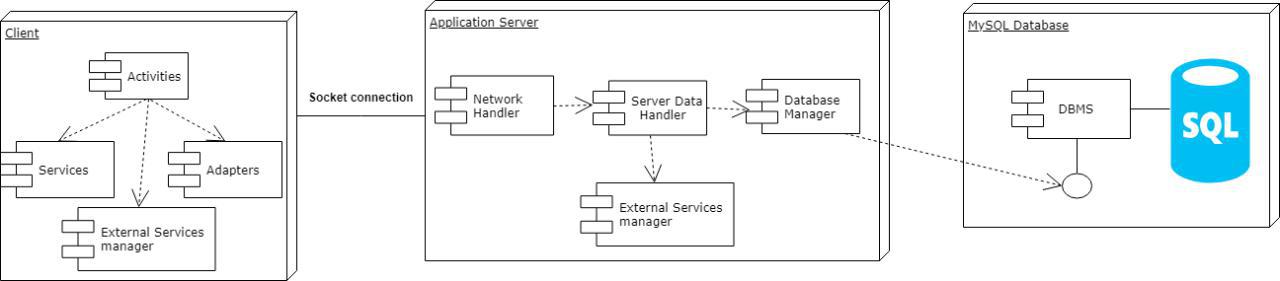 Client
Activities
Services
Adapters
External Services
manager
Socket connection
Application Server
Network
Handler
Server Data
Handler
Database
Manager
External Services
manager
MySQL Database
DBMS
SQL